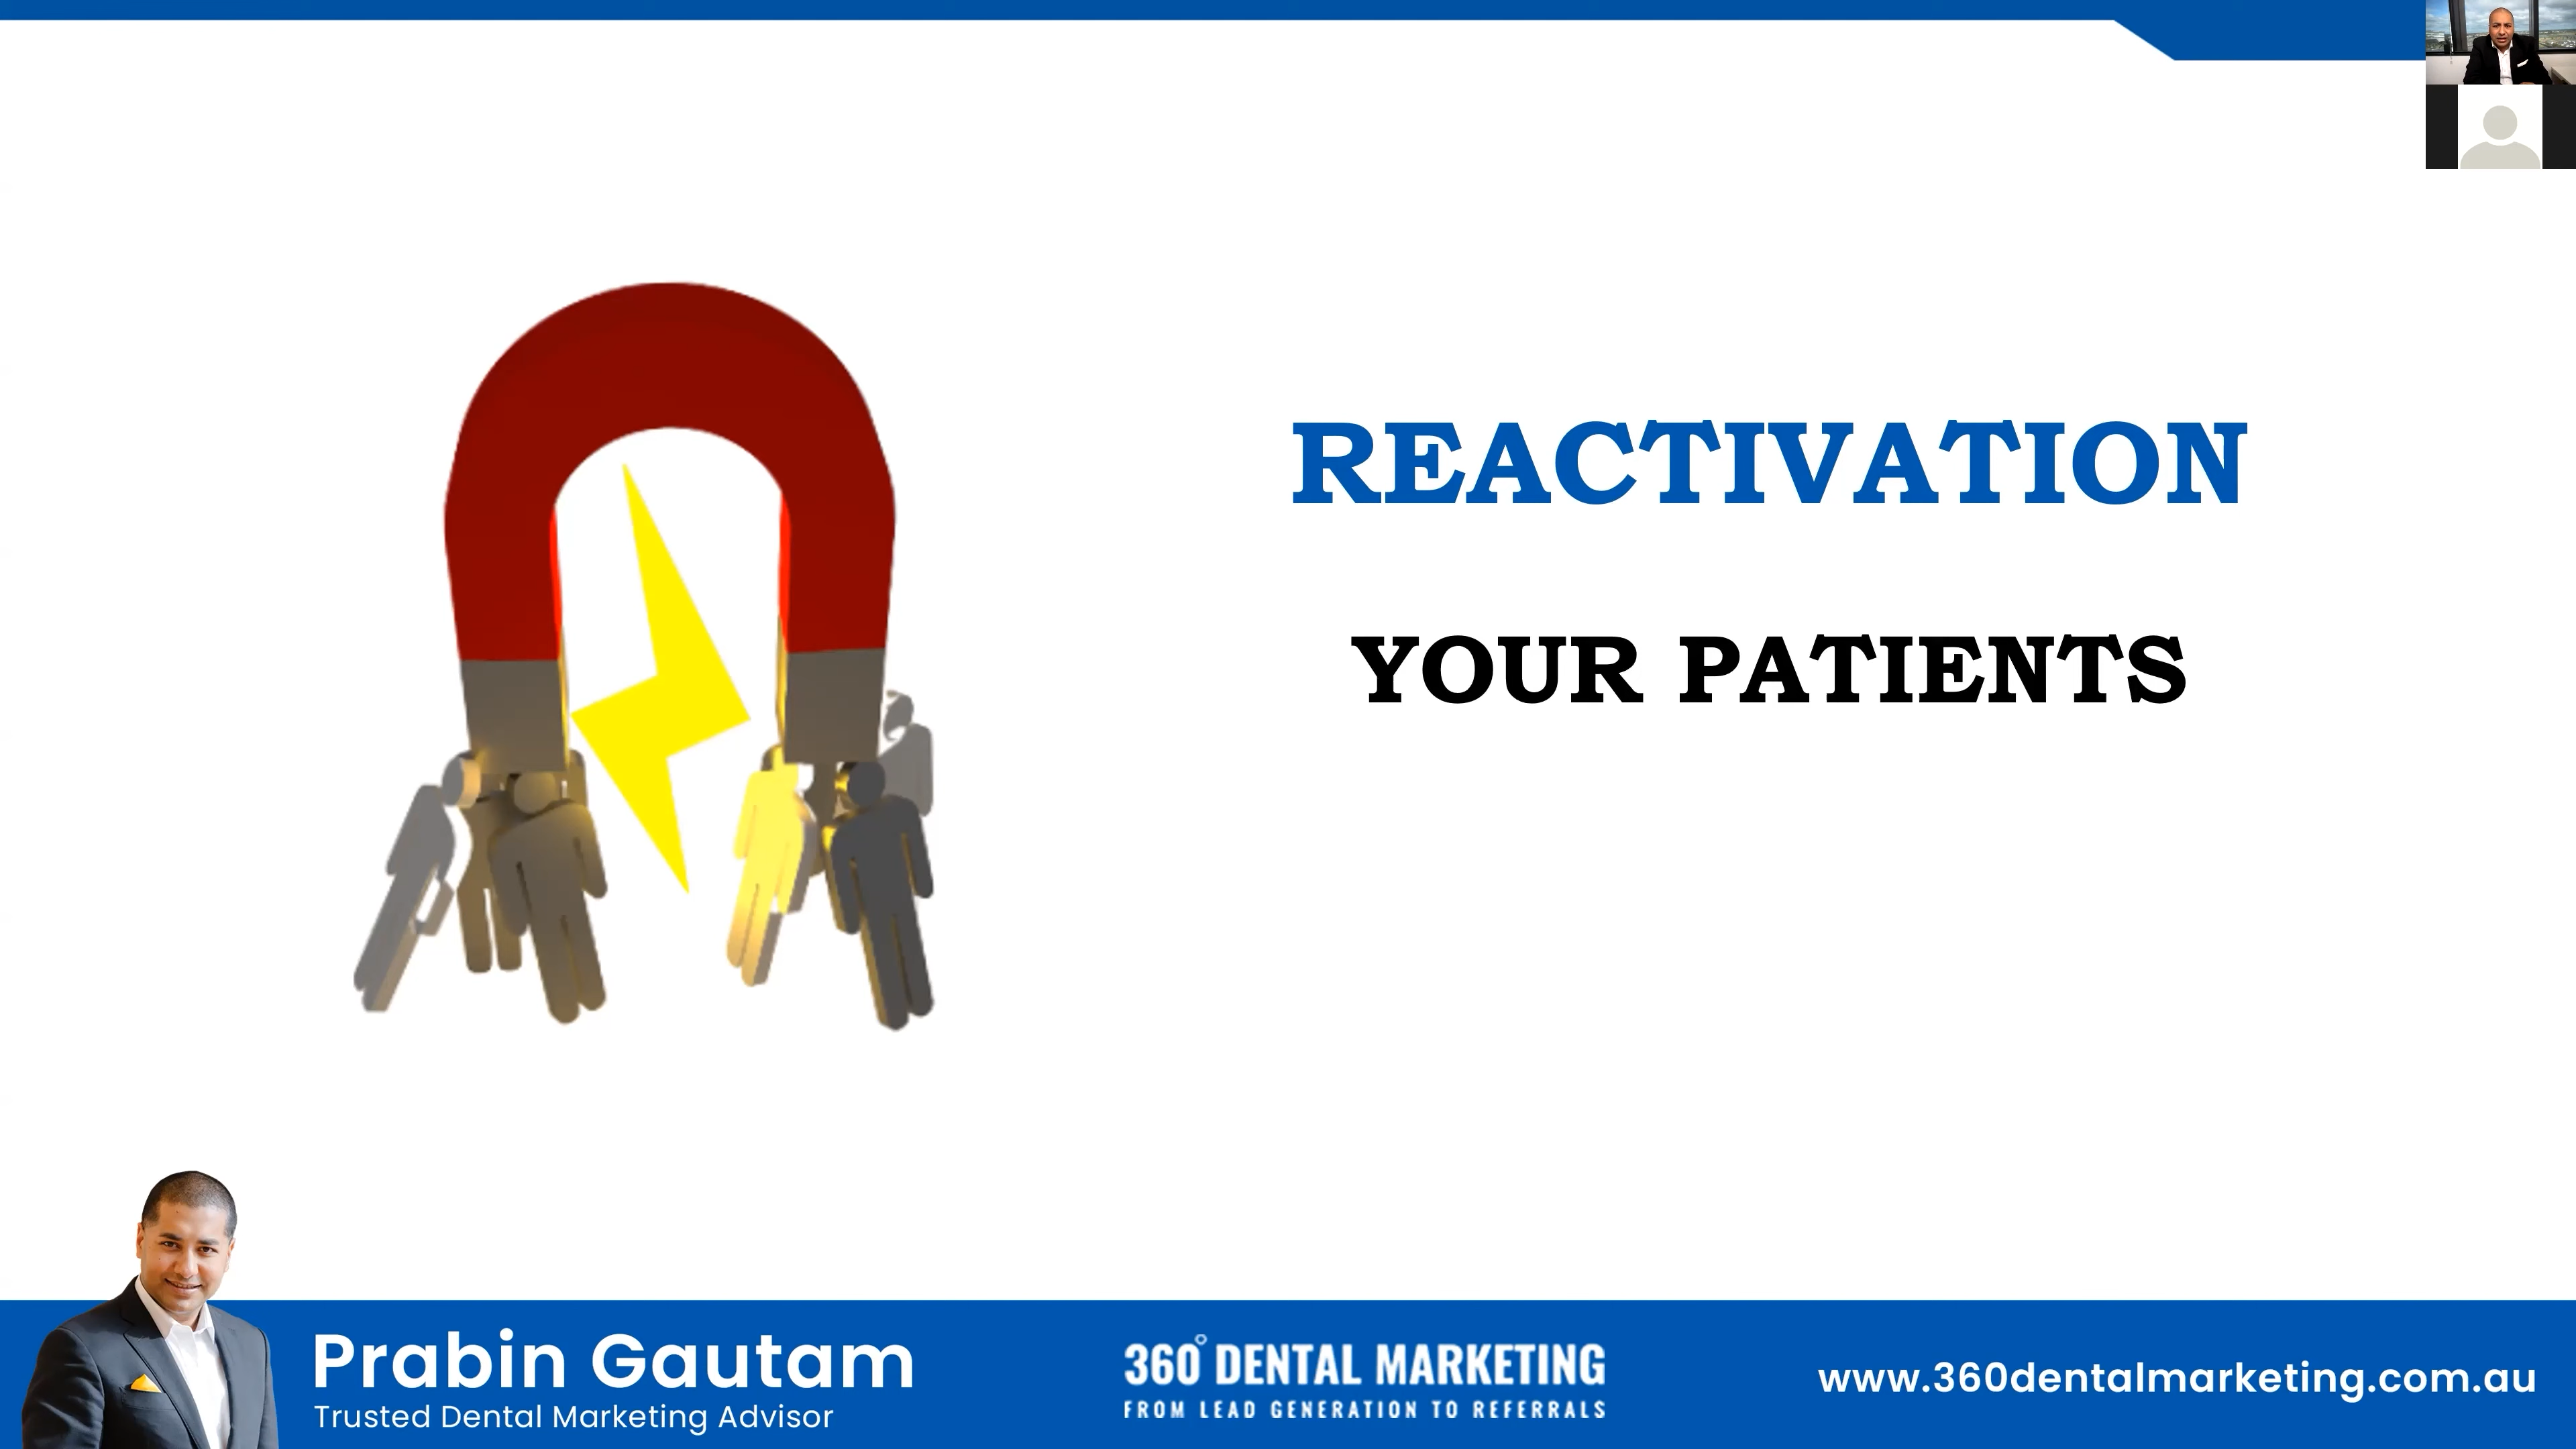 REACTIVATION
YOUR PATIENTS
Prabin Gautam
Trusted Dental Marketing Advisor
360° DENTAL MARKETING
FROM LEAD GENERATION TO REFERRALS
www.360dentalmarketing.com.au